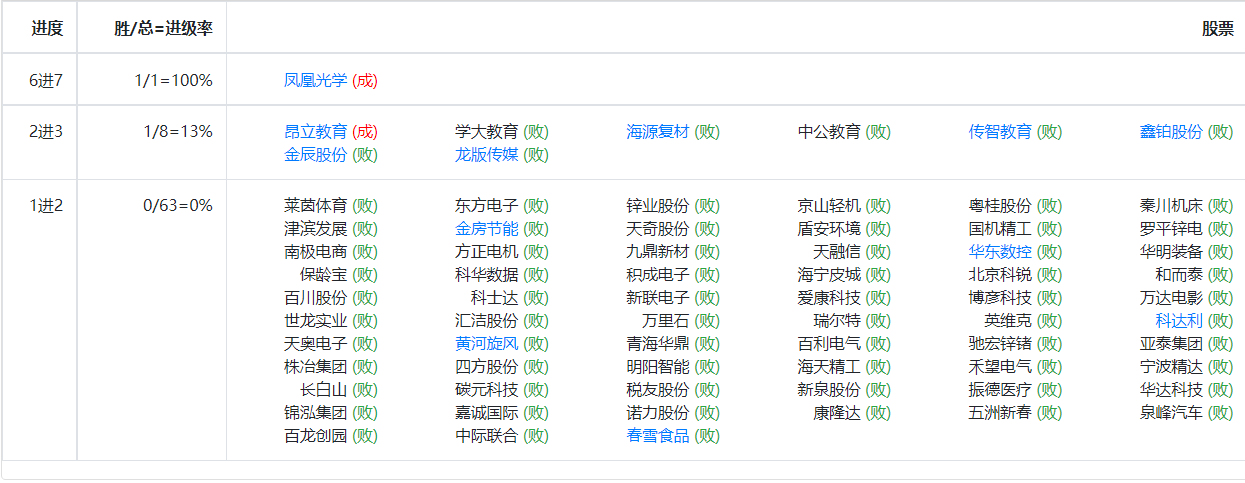 进度 胜/总=进级率 股票
6进7 1/1=100% 凤凰光学 (成)
2进3 1/8=13% 昂立教育 (成) 学大教育 (败) 海源复材 (败) 中公教育 (败) 传智教育 (败) 鑫铂股份 (败)
金辰股份 (败) 龙版传媒 (败)
1进2 0/63=0% 莱茵体育 (败) 东方电子 (败) 锌业股份 (败) 京山轻机 (败) 粤桂股份 (败) 秦川机床 (败)
津滨发展 (败) 金房节能 (败) 天奇股份 (败) 盾安环境 (败) 国机精工 (败) 罗平锌电 (败)
南极电商 (败) 方正电机 (败) 九鼎新材 (败) 天融信 (败) 华东数控 (败) 华明装备 (败)
保龄宝 (败) 科华数据 (败) 积成电子 (败) 海宁皮城 (败) 北京科锐 (败) 和而泰 (败)
百川股份 (败) 科士达 (败) 新联电子 (败) 爱康科技 (败) 博彦科技 (败) 万达电影 (败)
世龙实业 (败) 汇洁股份 (败) 万里石 (败) 瑞尔特 (败) 英维克 (败) 科达利 (败)
天奥电子 (败) 黄河旋风 (败) 青海华鼎 (败) 百利电气 (败) 驰宏锌锗 (败) 亚泰集团 (败)
株冶集团 (败) 四方股份 (败) 明阳智能 (败) 海天精工 (败) 禾望电气 (败) 宁波精达 (败)
长白山 (败) 碳元科技 (败) 税友股份 (败) 新泉股份 (败) 振德医疗 (败) 华达科技 (败)
锦泓集团 (败) 嘉诚国际 (败) 诺力股份 (败) 康隆达 (败) 五洲新春 (败) 泉峰汽车 (败)
百龙创园 (败) 中际联合 (败) 春雪食品 (败)